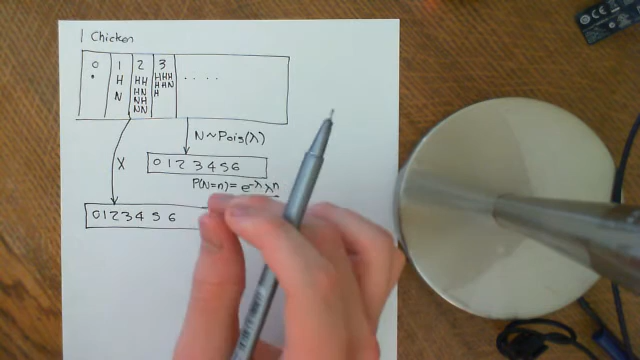 1 Chicken
0 1 2 3 . . . .
• H HH HHH
HN HHN
N NH H
NN
N~Pois(λ)
X
0 1 2 3 4 5 6
P(N=n) = e^-λ λ^n
0 1 2 3 4 5 6
CE